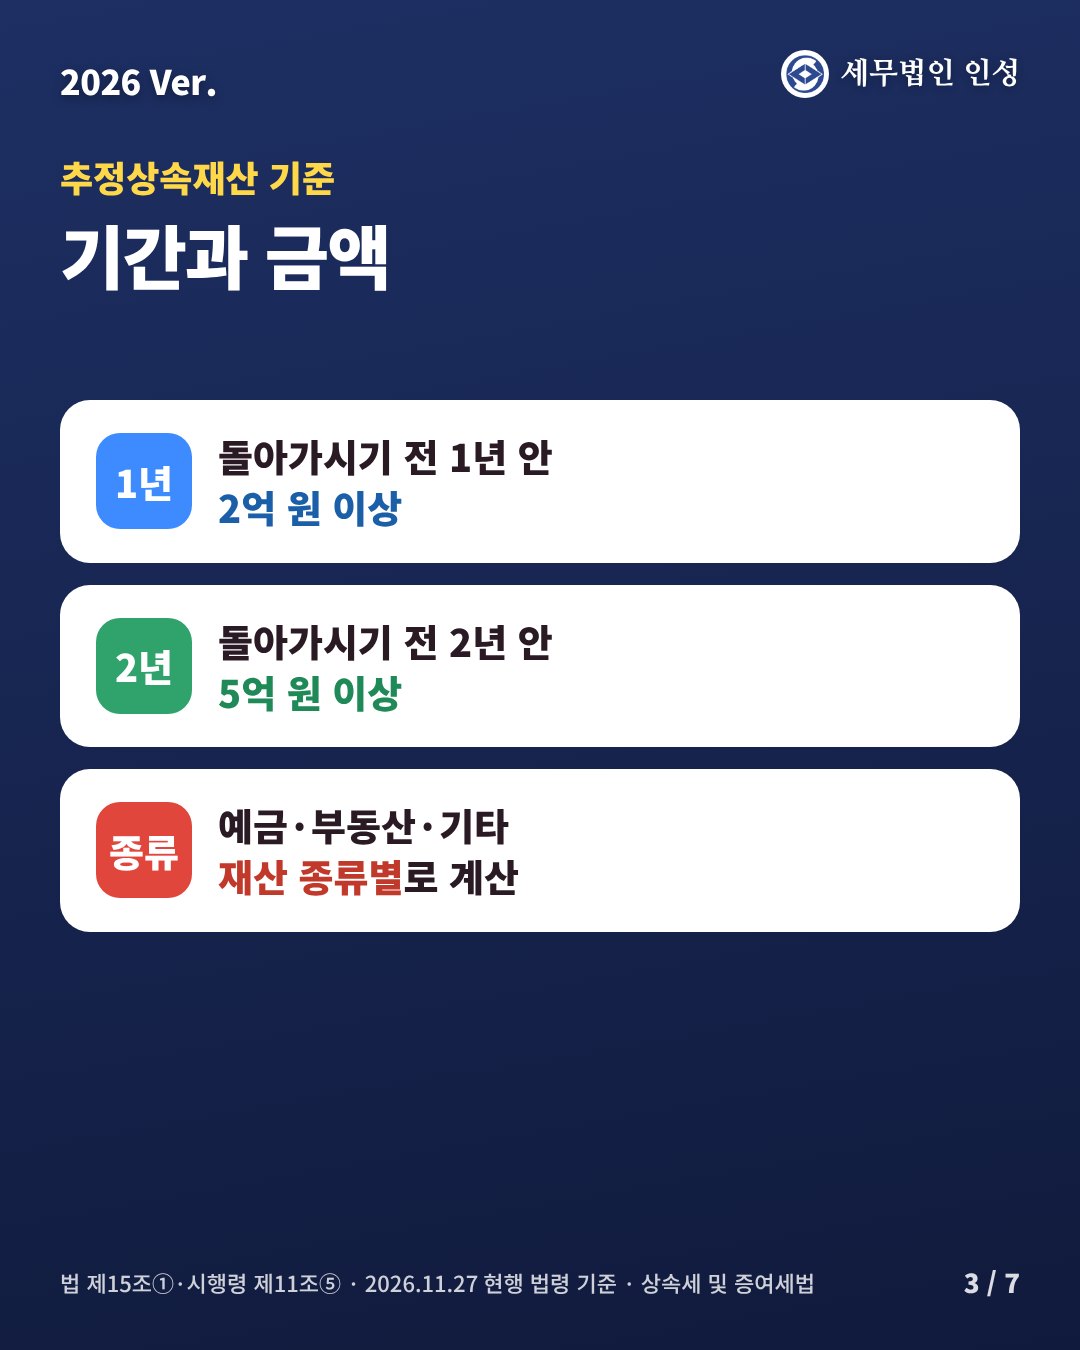 2026 Ver.
세무법인 인성
추정상속재산 기준
기간과 금액
1년
돌아가시기 전 1년 안
2억 원 이상
2년
돌아가시기 전 2년 안
5억 원 이상
종류
예금·부동산·기타
재산 종류별로 계산
법 제15조①·시행령 제11조⑤ · 2026.11.27 현행 법령 기준 · 상속세 및 증여세법
3 / 7